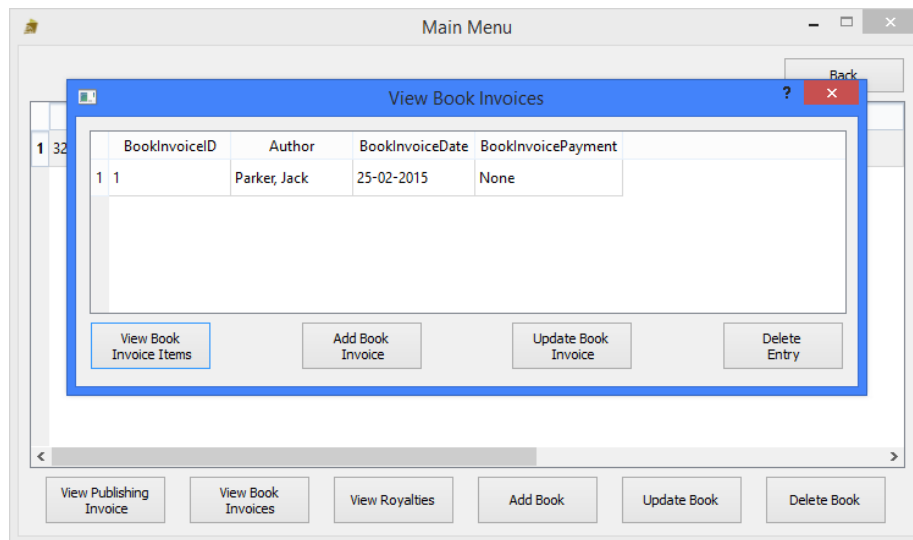 Main Menu
Back
View Book Invoices
?
BookInvoiceID Author BookInvoiceDate BookInvoicePayment
1 32
1 1 Parker, Jack 25-02-2015 None
View Book
Invoice Items
Add Book
Invoice
Update Book
Invoice
Delete
Entry
View Publishing
Invoice
View Book
Invoices
View Royalties
Add Book
Update Book
Delete Book